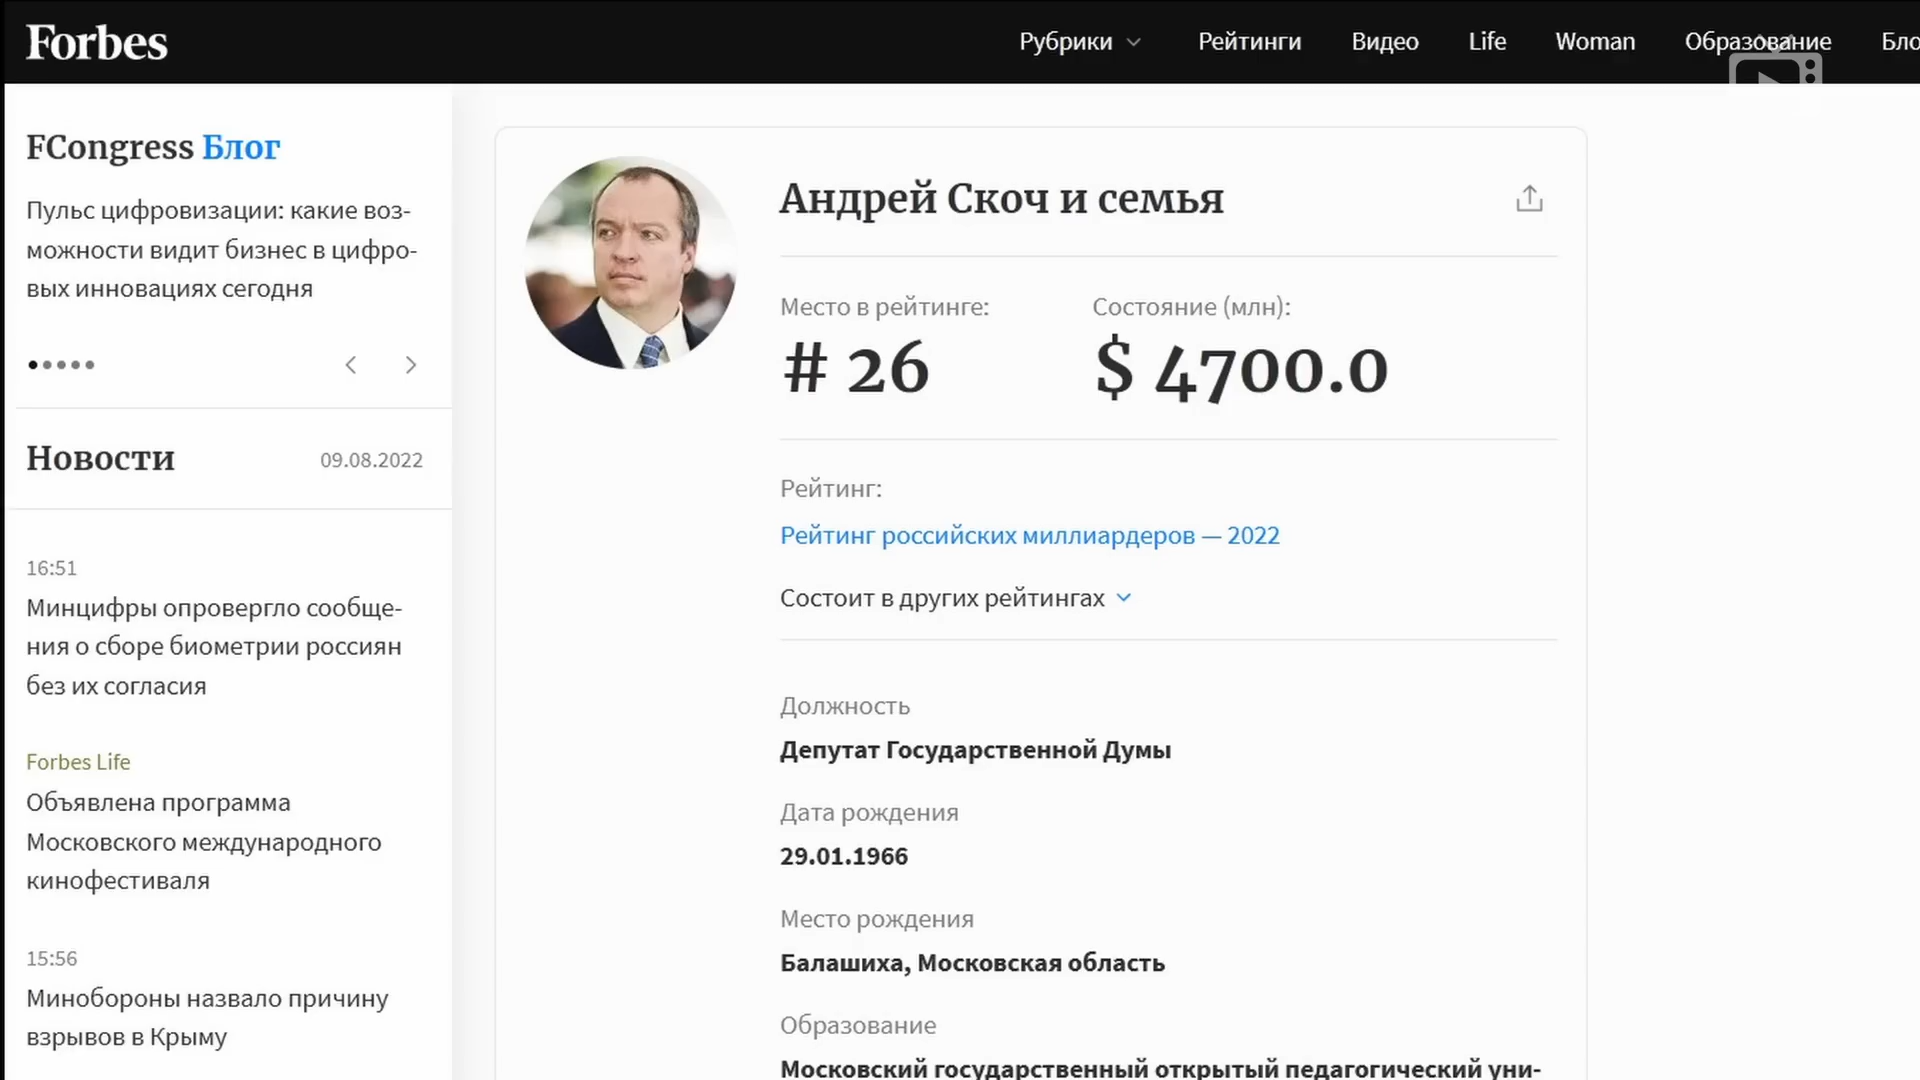 Forbes
Рубрики
Рейтинги
Видео
Life
Woman
Образование
FCongress Блог
Пульс цифровизации: какие воз-
можности видит бизнес в цифро-
вых инновациях сегодня
Новости
09.08.2022
16:51
Минцифры опровергло сообще-
ния о сборе биометрии россиян
без их согласия
Forbes Life
Объявлена программа
Московского международного
кинофестиваля
15:56
Минобороны назвало причину
взрывов в Крыму
Андрей Скоч и семья
Место в рейтинге:
# 26
Состояние (млн):
$ 4700.0
Рейтинг:
Рейтинг российских миллиардеров — 2022
Состоит в других рейтингах
Должность
Депутат Государственной Думы
Дата рождения
29.01.1966
Место рождения
Балашиха, Московская область
Образование
Московский государственный открытый педагогический уни-